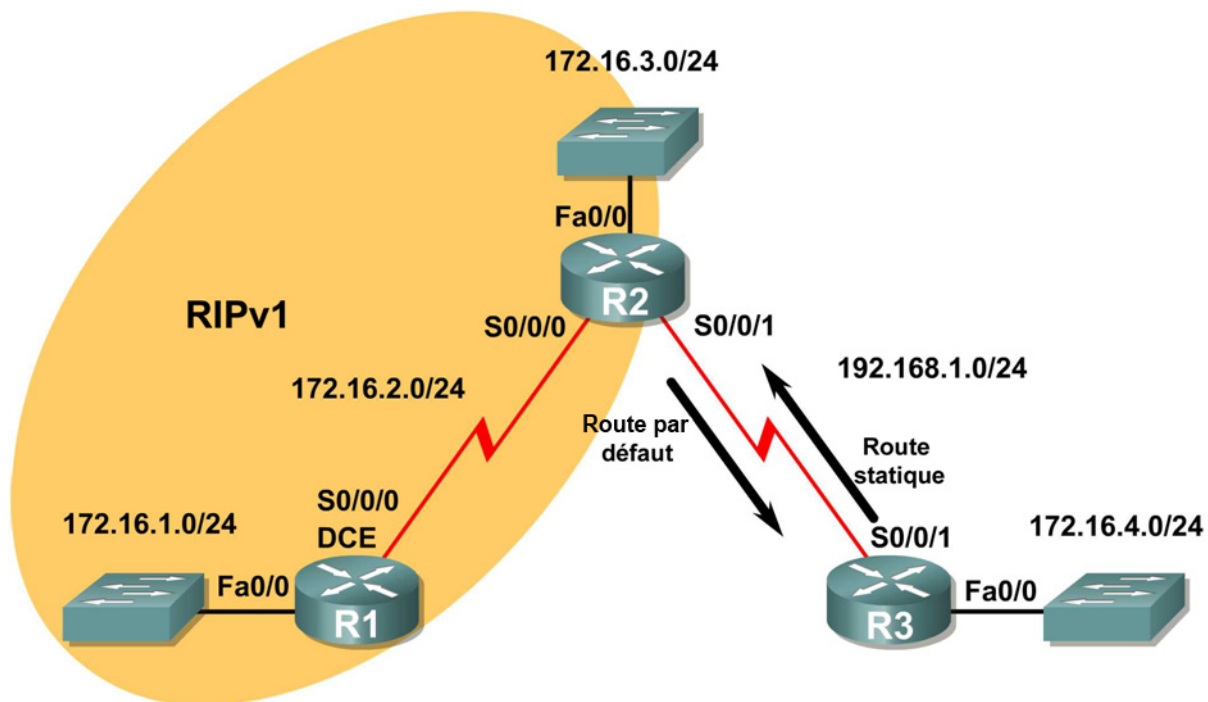 172.16.3.0/24
Fa0/0
R2
RIPv1
S0/0/0
S0/0/1
172.16.2.0/24
192.168.1.0/24
Route par
défaut
Route
statique
S0/0/0
DCE
172.16.1.0/24
Fa0/0
R1
S0/0/1
172.16.4.0/24
Fa0/0
R3